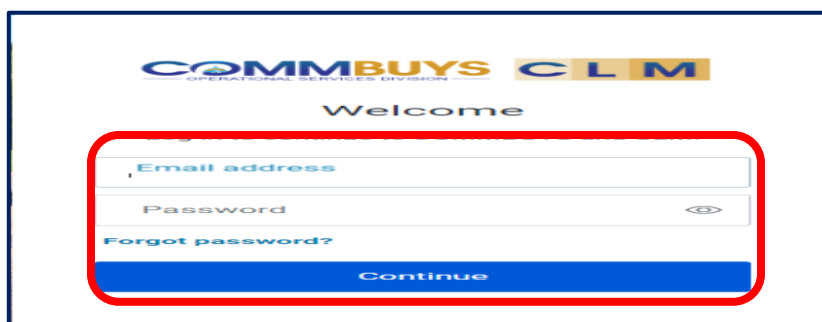 COMMBUYS CLM
OPERATIONAL SERVICES DIVISION
Welcome
Email address
Password
Forgot password?
Continue